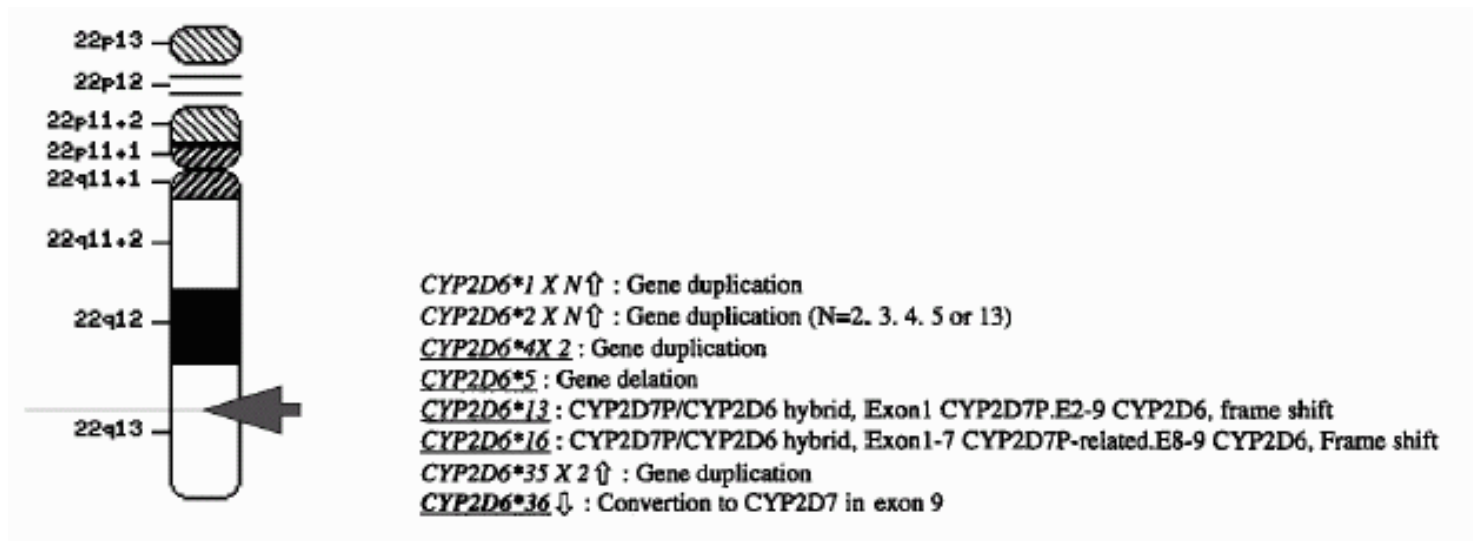 22p13
22p12
22p11.2
22p11.1
22q11.1
22q11.2
22q12
22q13
CYP2D6*1 X N⇧ : Gene duplication
CYP2D6*2 X N⇧ : Gene duplication (N=2. 3. 4. 5 or 13)
CYP2D6*4X 2 : Gene duplication
CYP2D6*5 : Gene delation
CYP2D6*13 : CYP2D7P/CYP2D6 hybrid, Exon1 CYP2D7P.E2-9 CYP2D6, frame shift
CYP2D6*16 : CYP2D7P/CYP2D6 hybrid, Exon1-7 CYP2D7P-related.E8-9 CYP2D6, Frame shift
CYP2D6*35 X 2⇧ : Gene duplication
CYP2D6*36⇩ : Convertion to CYP2D7 in exon 9